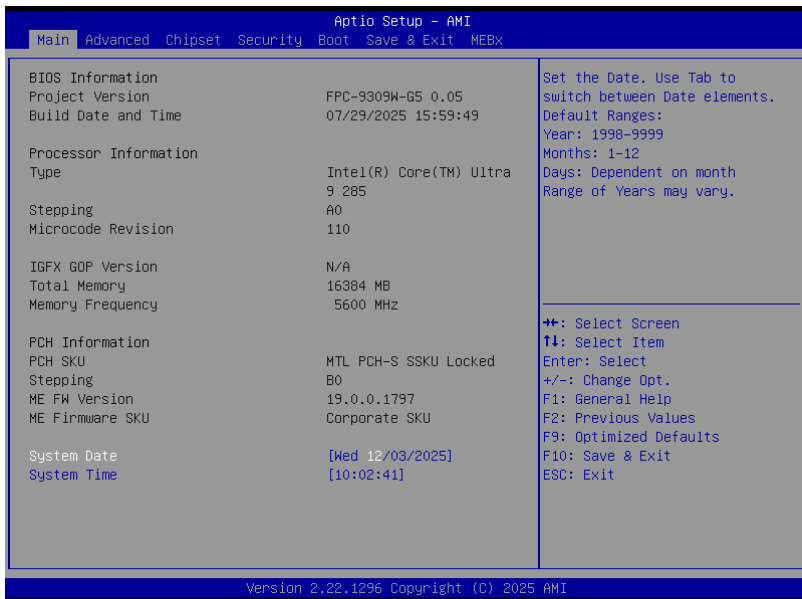 Aptio Setup – AMI
Main Advanced Chipset Security Boot Save & Exit MEBx
BIOS Information
Project Version FPC-9309W-G5 0.05
Build Date and Time 07/29/2025 15:59:49
Processor Information
Type Intel(R) Core(TM) Ultra
9 285
Stepping A0
Microcode Revision 110
IGFX GOP Version N/A
Total Memory 16384 MB
Memory Frequency 5600 MHz
PCH Information
PCH SKU MTL PCH-S SSKU Locked
Stepping B0
ME FW Version 19.0.0.1797
ME Firmware SKU Corporate SKU
System Date [Wed 12/03/2025]
System Time [10:02:41]
Set the Date. Use Tab to
switch between Date elements.
Default Ranges:
Year: 1998-9999
Months: 1-12
Days: Dependent on month
Range of Years may vary.
→←: Select Screen
↑↓: Select Item
Enter: Select
+/-: Change Opt.
F1: General Help
F2: Previous Values
F9: Optimized Defaults
F10: Save & Exit
ESC: Exit
Version 2.22.1296 Copyright (C) 2025 AMI